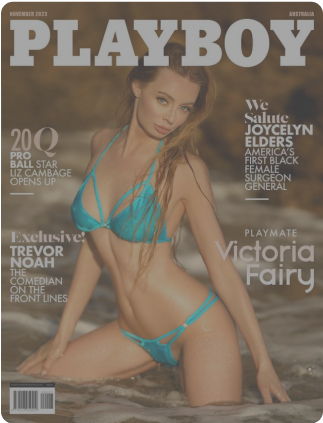 NOVEMBER 2023
AUSTRALIA
PLAYBOY
20Q
PRO
BALL STAR
LIZ CAMBAGE
OPENS UP
We
Salute
JOYCELYN
ELDERS
AMERICA'S
FIRST BLACK
FEMALE
SURGEON
GENERAL
Exclusive!
TREVOR
NOAH
THE
COMEDIAN
ON THE
FRONT LINES
PLAYMATE
Victoria
Fairy